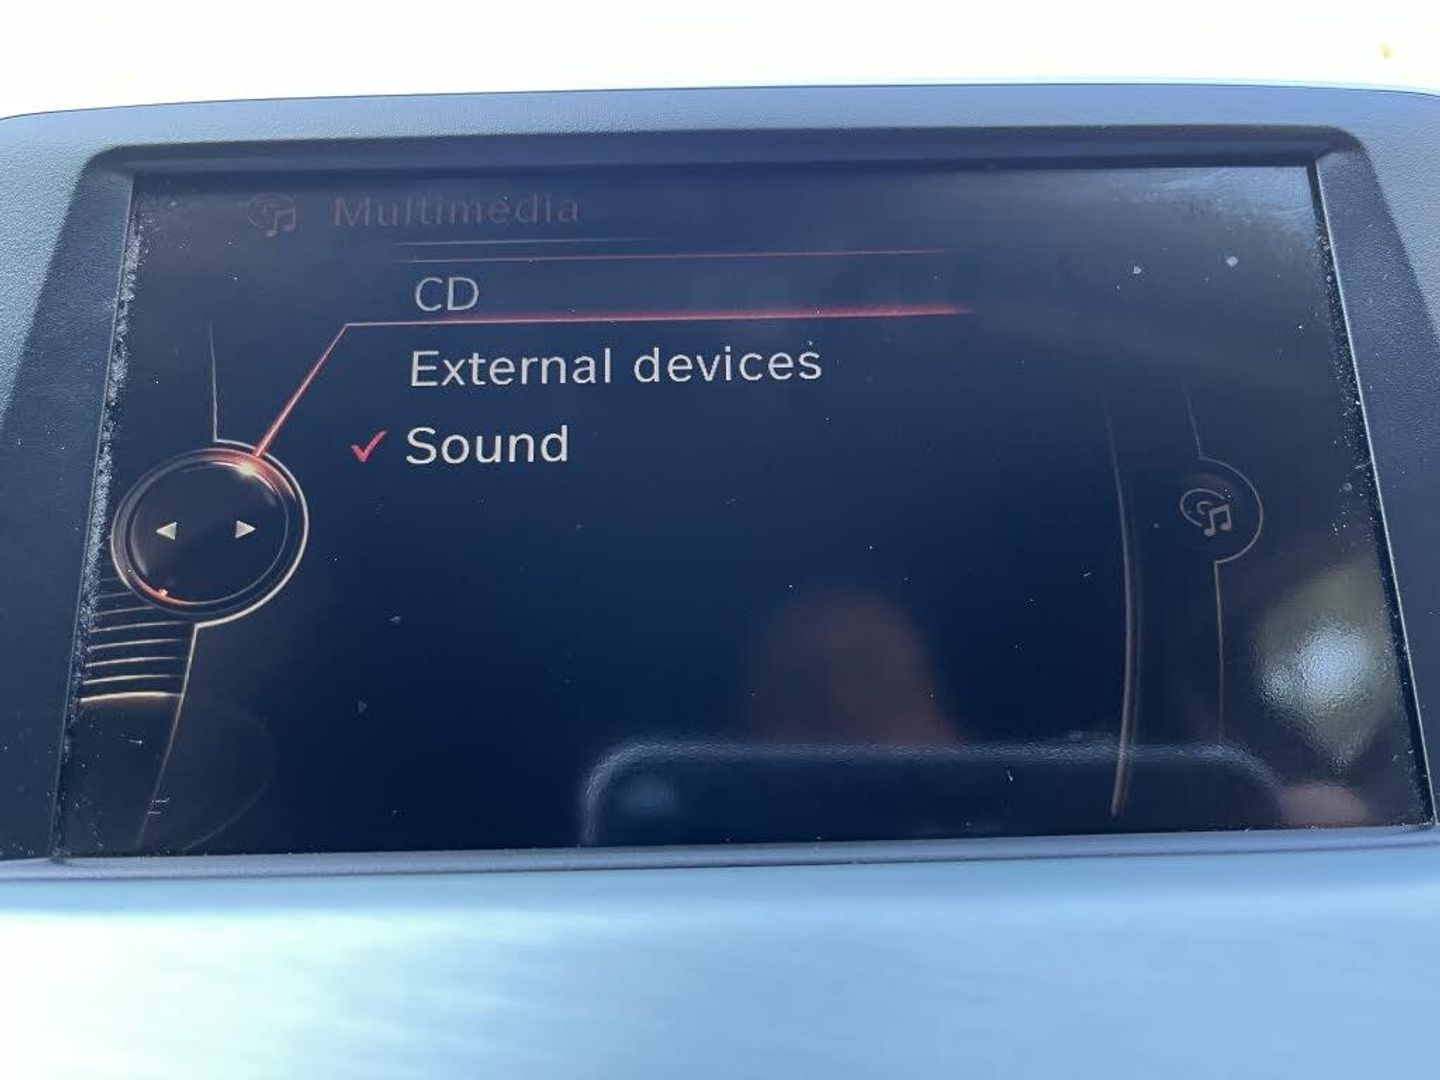 Multimedia
CD
External devices
Sound